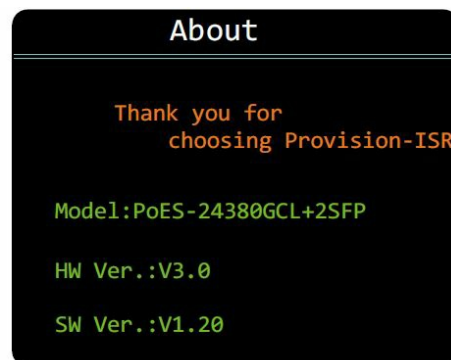 About
Thank you for
choosing Provision-ISR
Model:PoES-24380GCL+2SFP
HW Ver.:V3.0
SW Ver.:V1.20